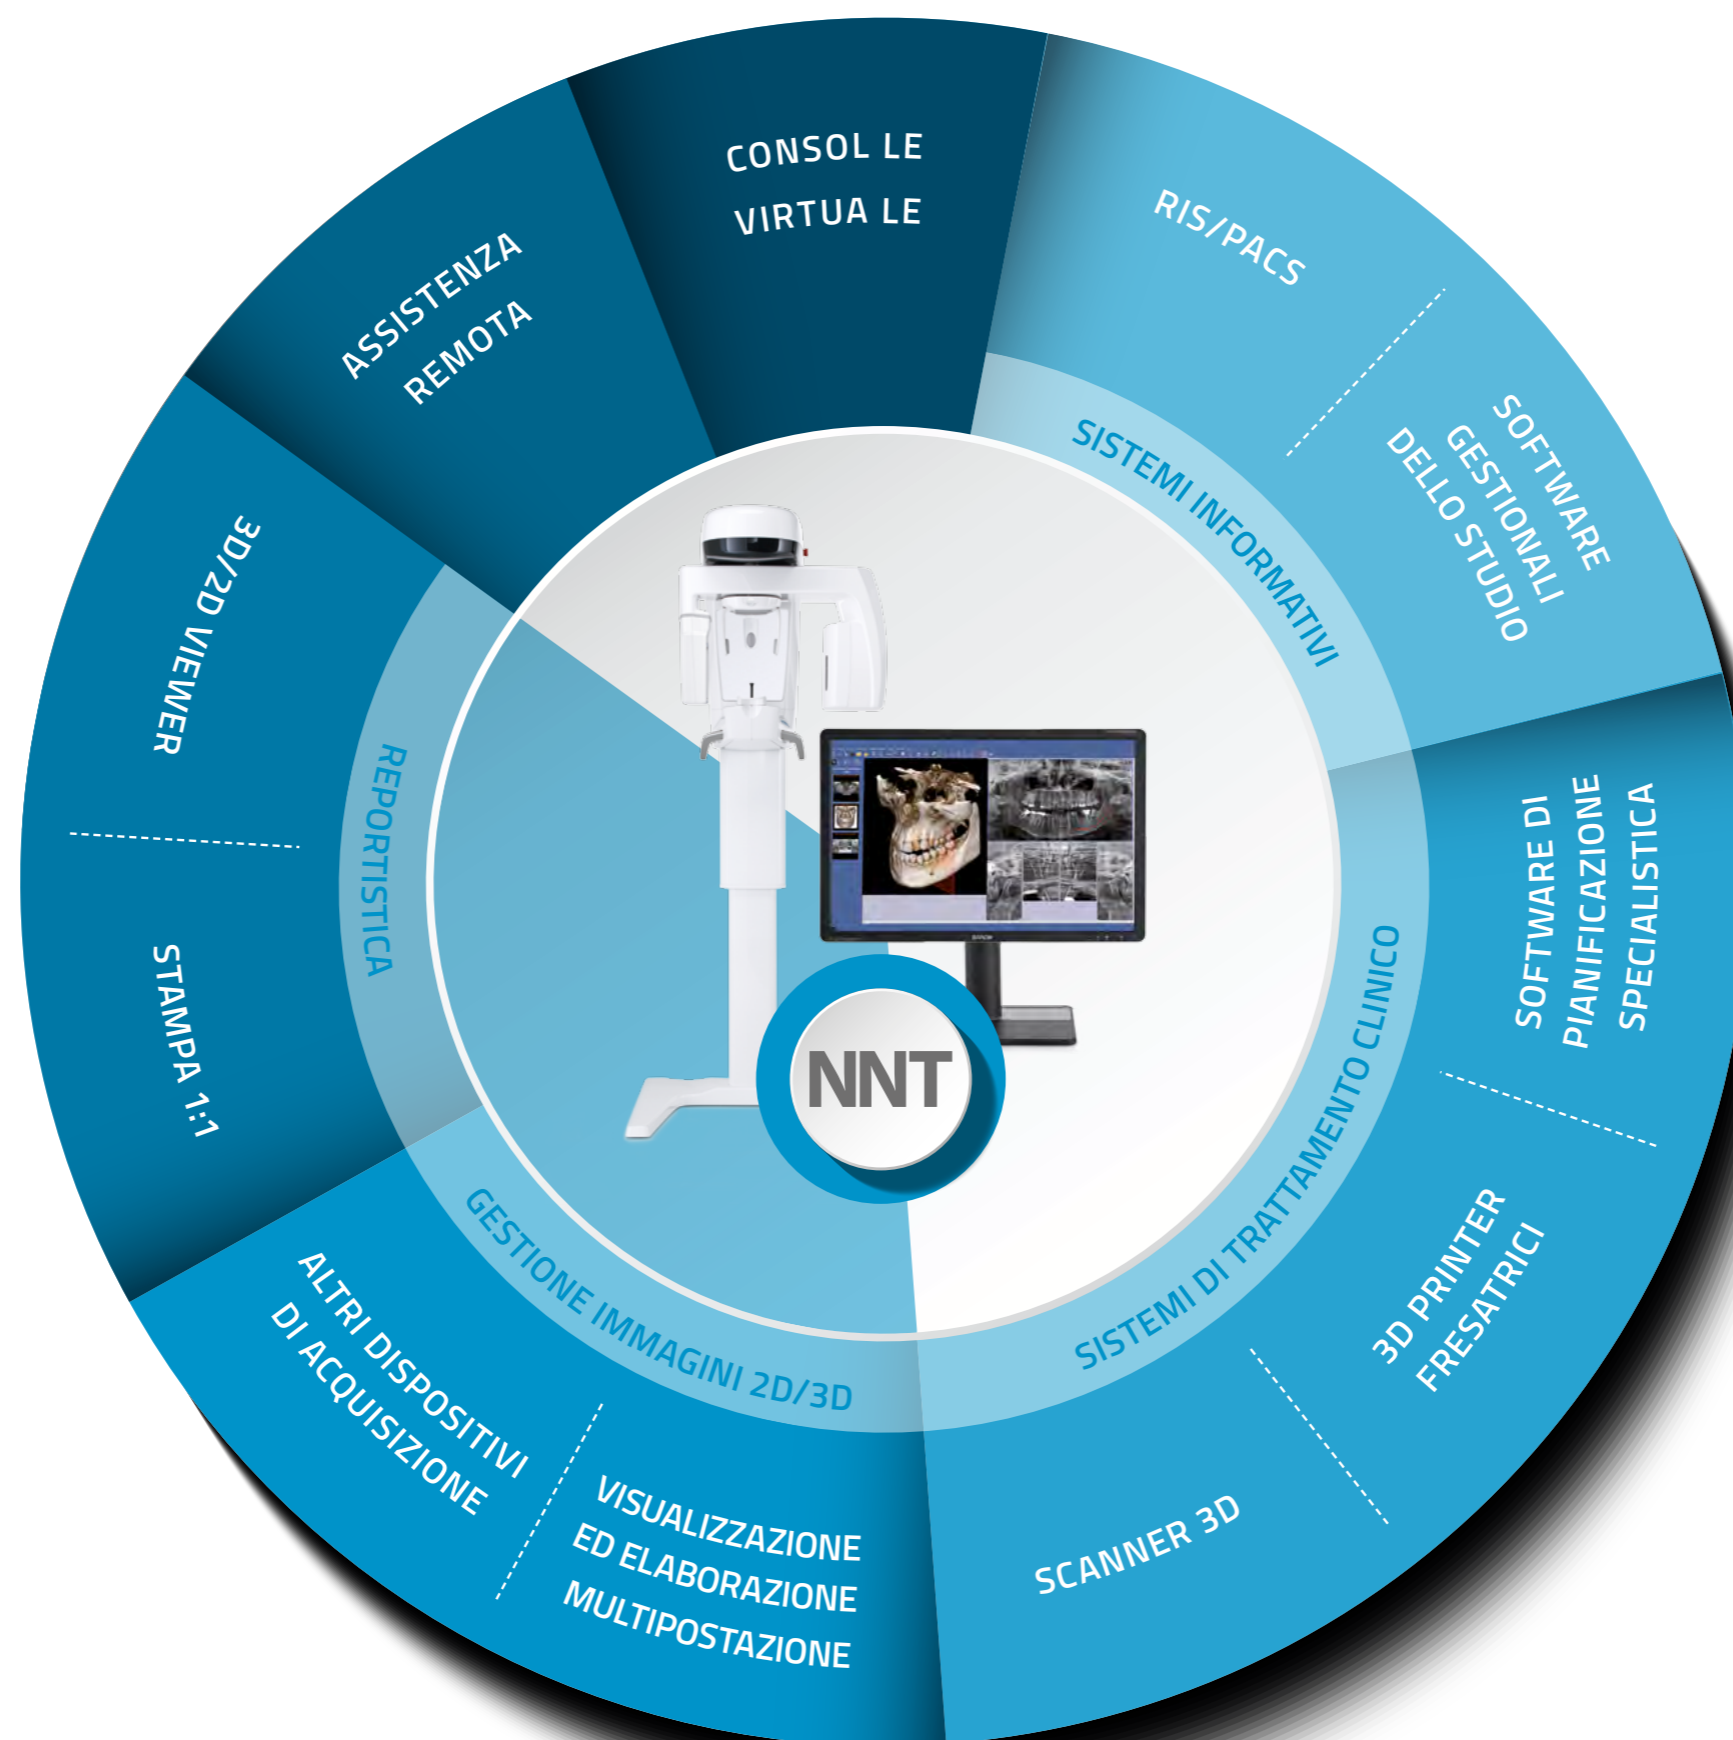 CONSOL LE
VIRTUA LE
RIS/PACS
SOFTWARE
GESTIONALI
DELLO STUDIO
SISTEMI INFORMATIVI
SOFTWARE DI
PIANIFICAZIONE
SPECIALISTICA
3D PRINTER
FRESATRICI
SCANNER 3D
SISTEMI DI TRATTAMENTO CLINICO
VISUALIZZAZIONE
ED ELABORAZIONE
MULTIPOSTAZIONE
ALTRI DISPOSITIVI
DI ACQUISIZIONE
GESTIONE IMMAGINI 2D/3D
STAMPA 1:1
3D/2D VIEWER
REPORTISTICA
ASSISTENZA
REMOTA
NNT